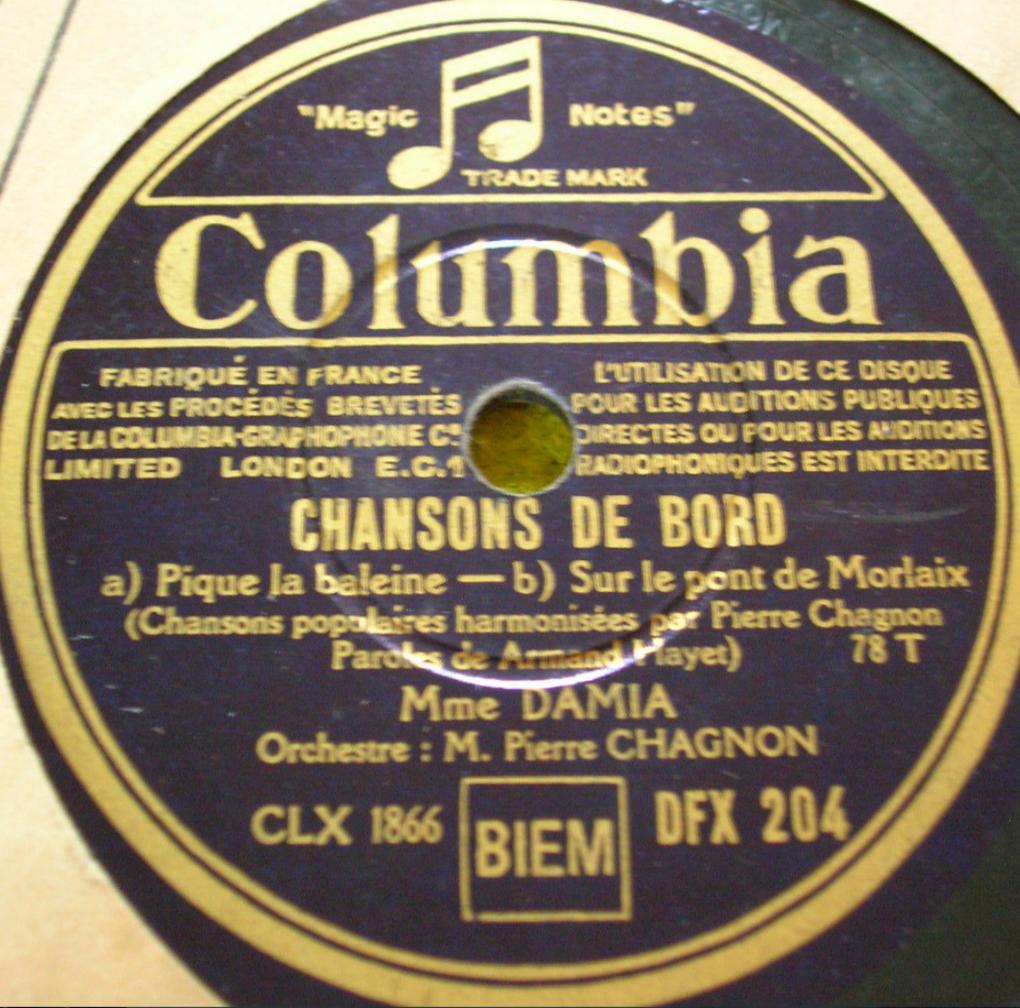 "Magic Notes"
TRADE MARK
Columbia
FABRIQUÉ EN FRANCE
AVEC LES PROCÉDÉS BREVETÉS
DE LA COLUMBIA-GRAPHOPHONE Cº
LIMITED LONDON E.C.1
L'UTILISATION DE CE DISQUE
POUR LES AUDITIONS PUBLIQUES
DIRECTES OU POUR LES AUDITIONS
RADIOPHONIQUES EST INTERDITE
CHANSONS DE BORD
a) Pique la baleine — b) Sur le pont de Morlaix
(Chansons populaires harmonisées par Pierre Chagnon
Paroles de Armand Hayet) 78 T
Mme DAMIA
Orchestre : M. Pierre CHAGNON
CLX 1866 BIEM DFX 204